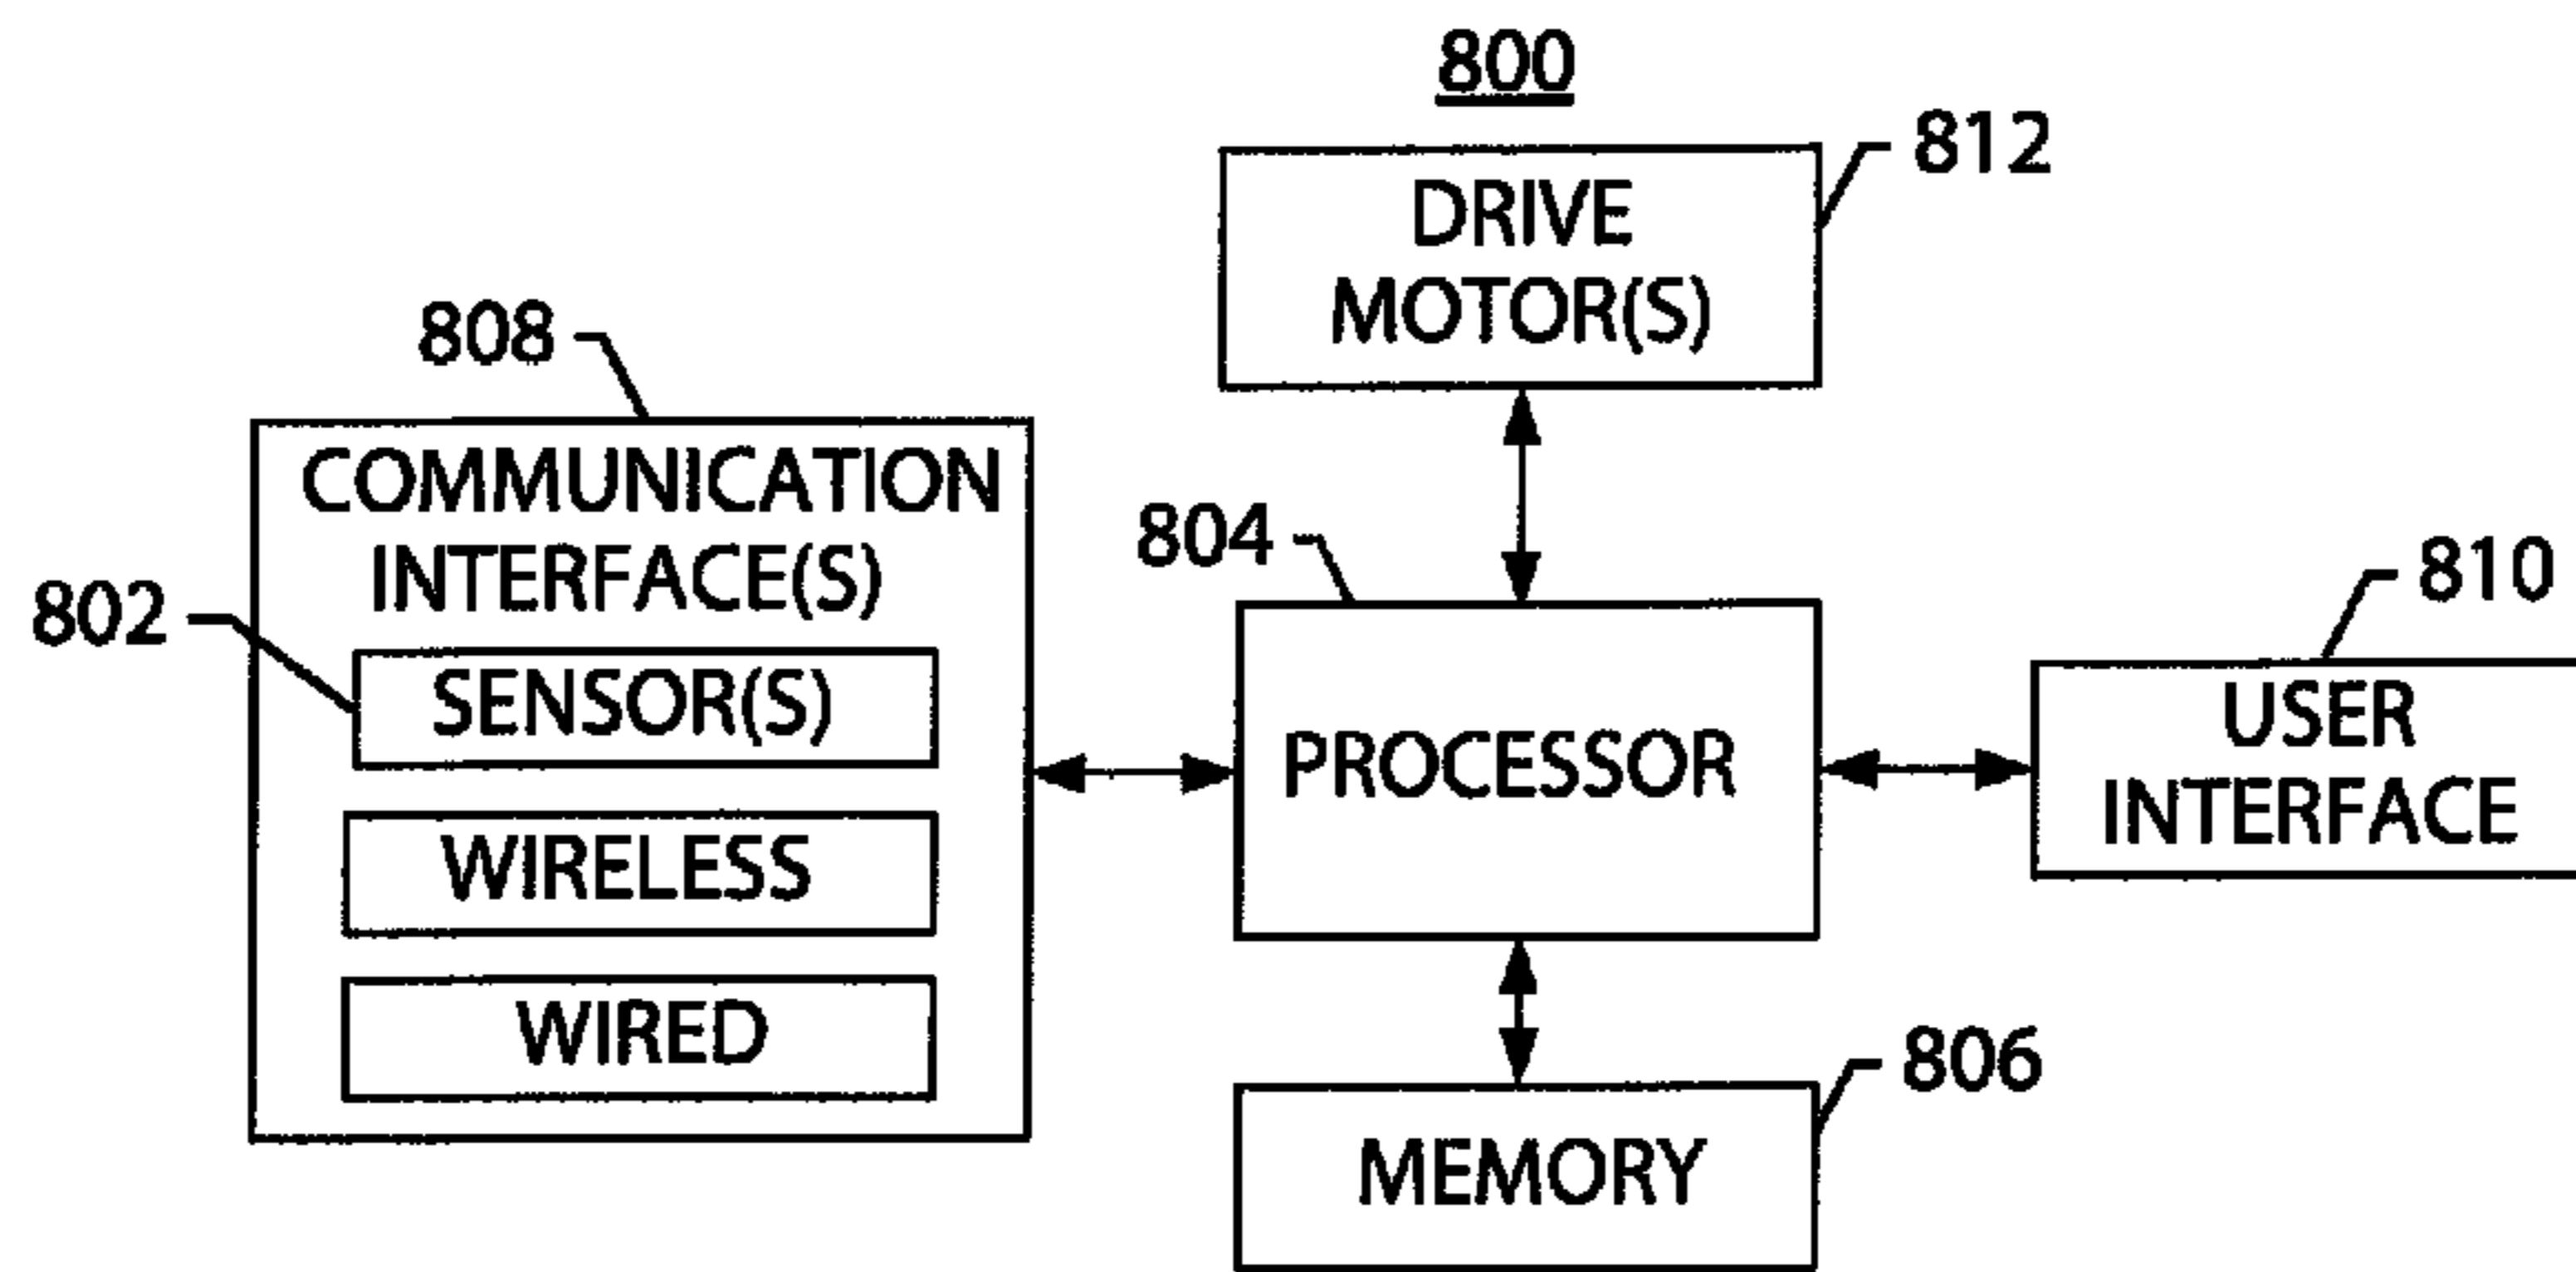 800
812
DRIVE
MOTOR(S)
808
COMMUNICATION
INTERFACE(S)
802
SENSOR(S)
WIRELESS
WIRED
804
PROCESSOR
810
USER
INTERFACE
806
MEMORY